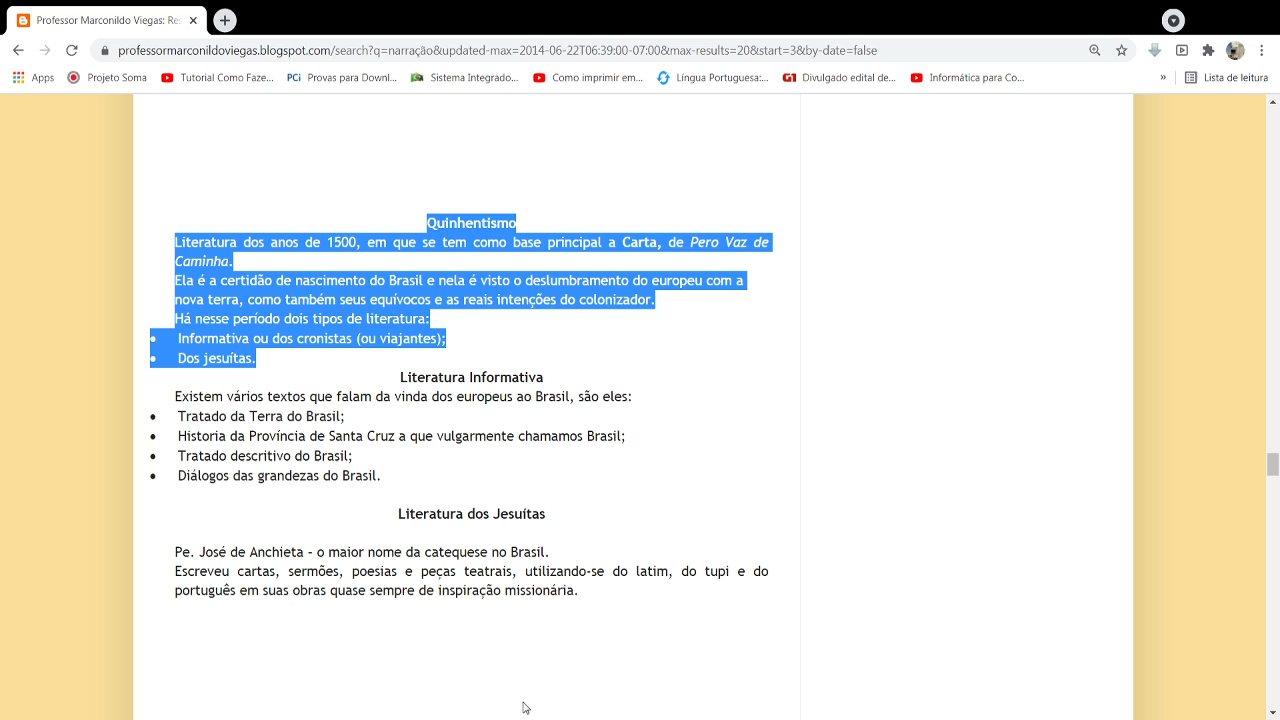 Professor Marconildo Viegas: Res
professormarconildoviegas.blogspot.com/search?q=narração&updated-max=2014-06-22T06:39:00-07:00&max-results=20&start=3&by-date=false
Apps Projeto Soma Tutorial Como Faze... PCi Provas para Downl... Sistema Integrado... Como imprimir em... Língua Portuguesa:... G1 Divulgado edital de... Informática para Co... » Lista de leitura
Quinhentismo
Literatura dos anos de 1500, em que se tem como base principal a Carta, de Pero Vaz de
Caminha.
Ela é a certidão de nascimento do Brasil e nela é visto o deslumbramento do europeu com a
nova terra, como também seus equívocos e as reais intenções do colonizador.
Há nesse período dois tipos de literatura:
• Informativa ou dos cronistas (ou viajantes);
• Dos jesuítas.
Literatura Informativa
Existem vários textos que falam da vinda dos europeus ao Brasil, são eles:
• Tratado da Terra do Brasil;
• Historia da Província de Santa Cruz a que vulgarmente chamamos Brasil;
• Tratado descritivo do Brasil;
• Diálogos das grandezas do Brasil.
Literatura dos Jesuítas
Pe. José de Anchieta - o maior nome da catequese no Brasil.
Escreveu cartas, sermões, poesias e peças teatrais, utilizando-se do latim, do tupi e do
português em suas obras quase sempre de inspiração missionária.